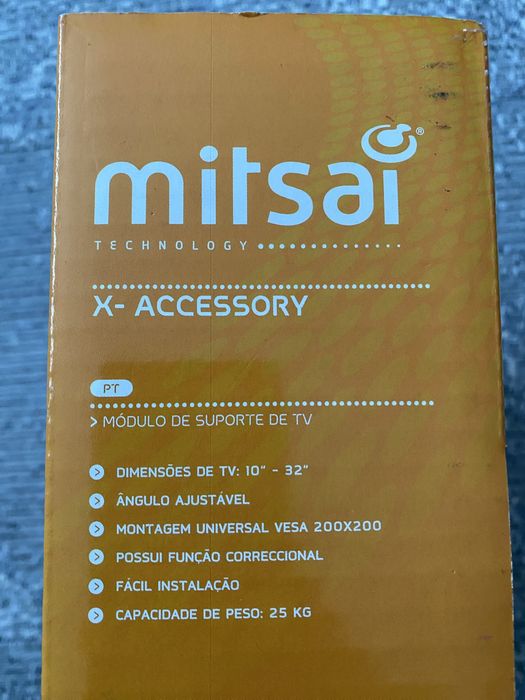 mitsai®
TECHNOLOGY
X- ACCESSORY
PT
> MÓDULO DE SUPORTE DE TV
> DIMENSÕES DE TV: 10" - 32"
> ÂNGULO AJUSTÁVEL
> MONTAGEM UNIVERSAL VESA 200X200
> POSSUI FUNÇÃO CORRECCIONAL
> FÁCIL INSTALAÇÃO
> CAPACIDADE DE PESO: 25 KG